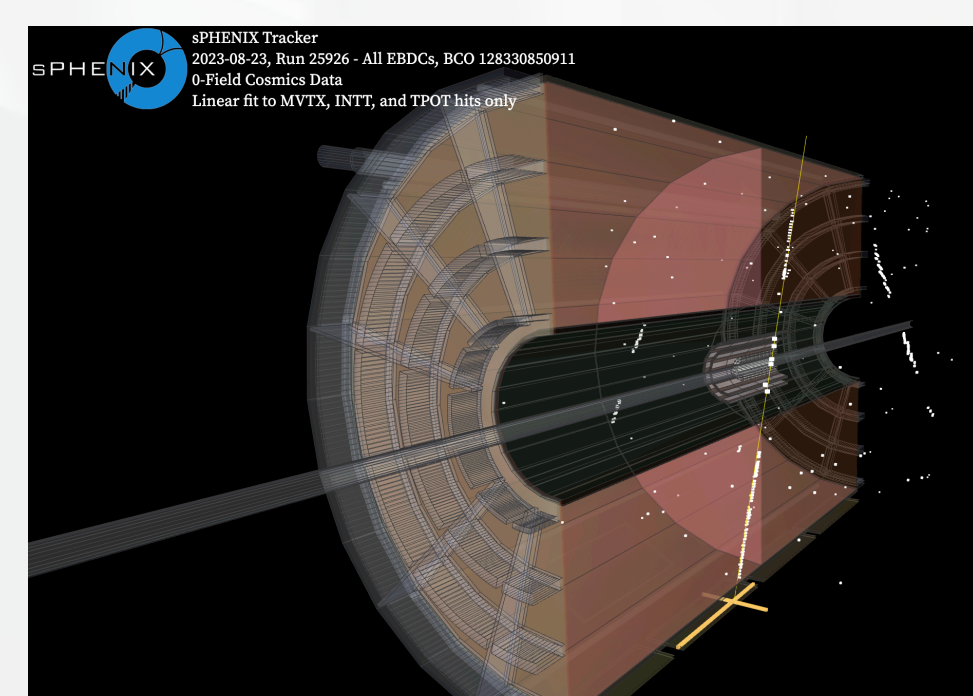 sPHENIX
sPHENIX Tracker
2023-08-23, Run 25926 - All EBDCs, BCO 128330850911
0-Field Cosmics Data
Linear fit to MVTX, INTT, and TPOT hits only